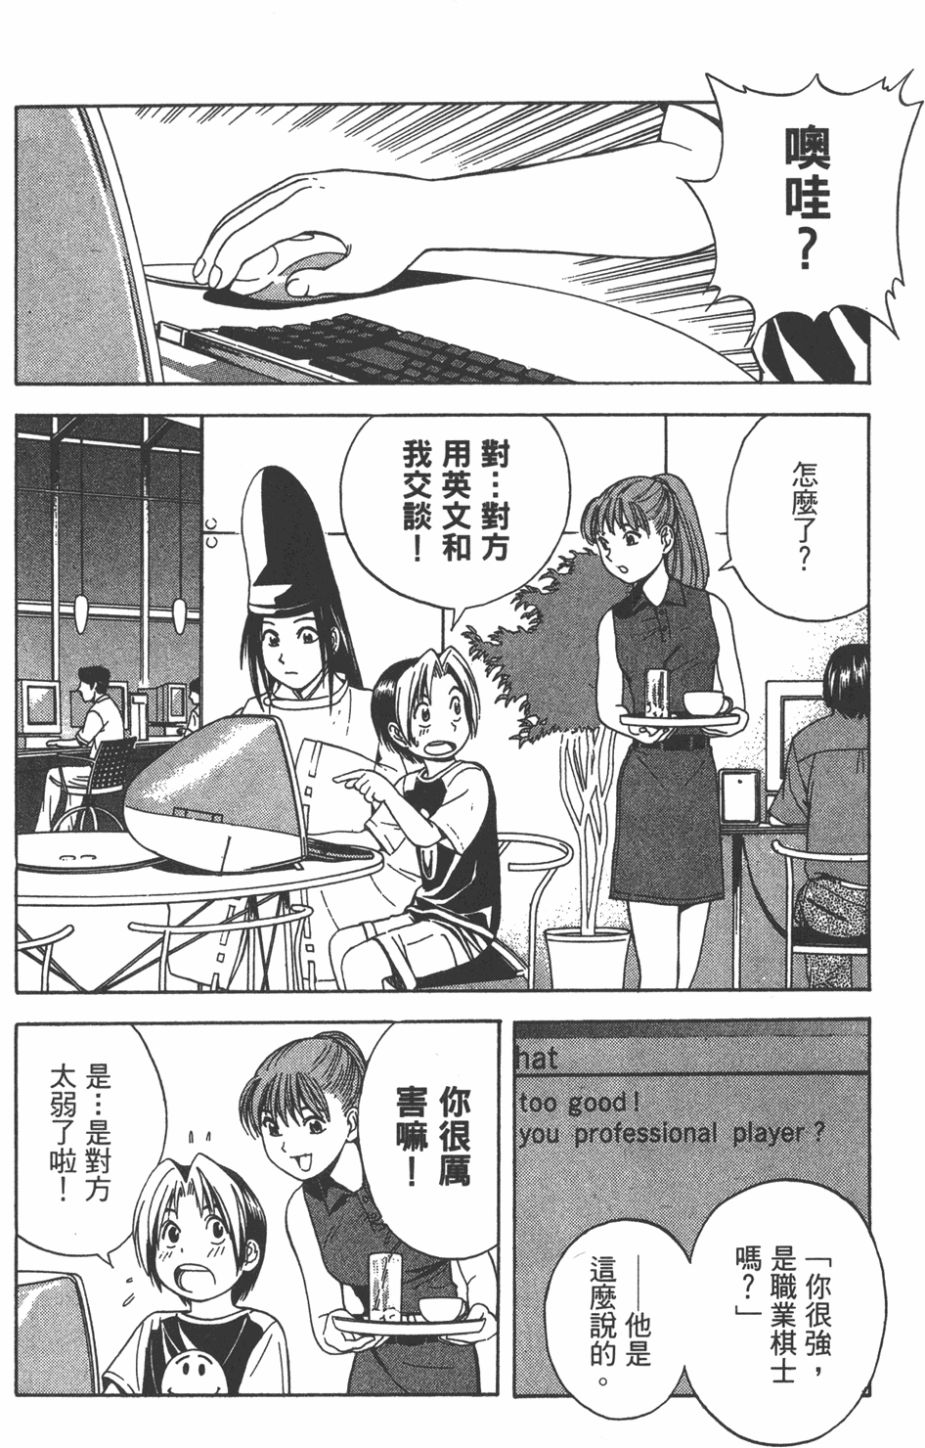 噢哇？
怎麼了？
對⋯對方
用英文和
我交談！
hat
too good!
you professional player?
「你很強，
是職業棋士
嗎？」
──他是
這麼說的。
你很厲
害嘛！
是⋯是對方
太弱了啦！